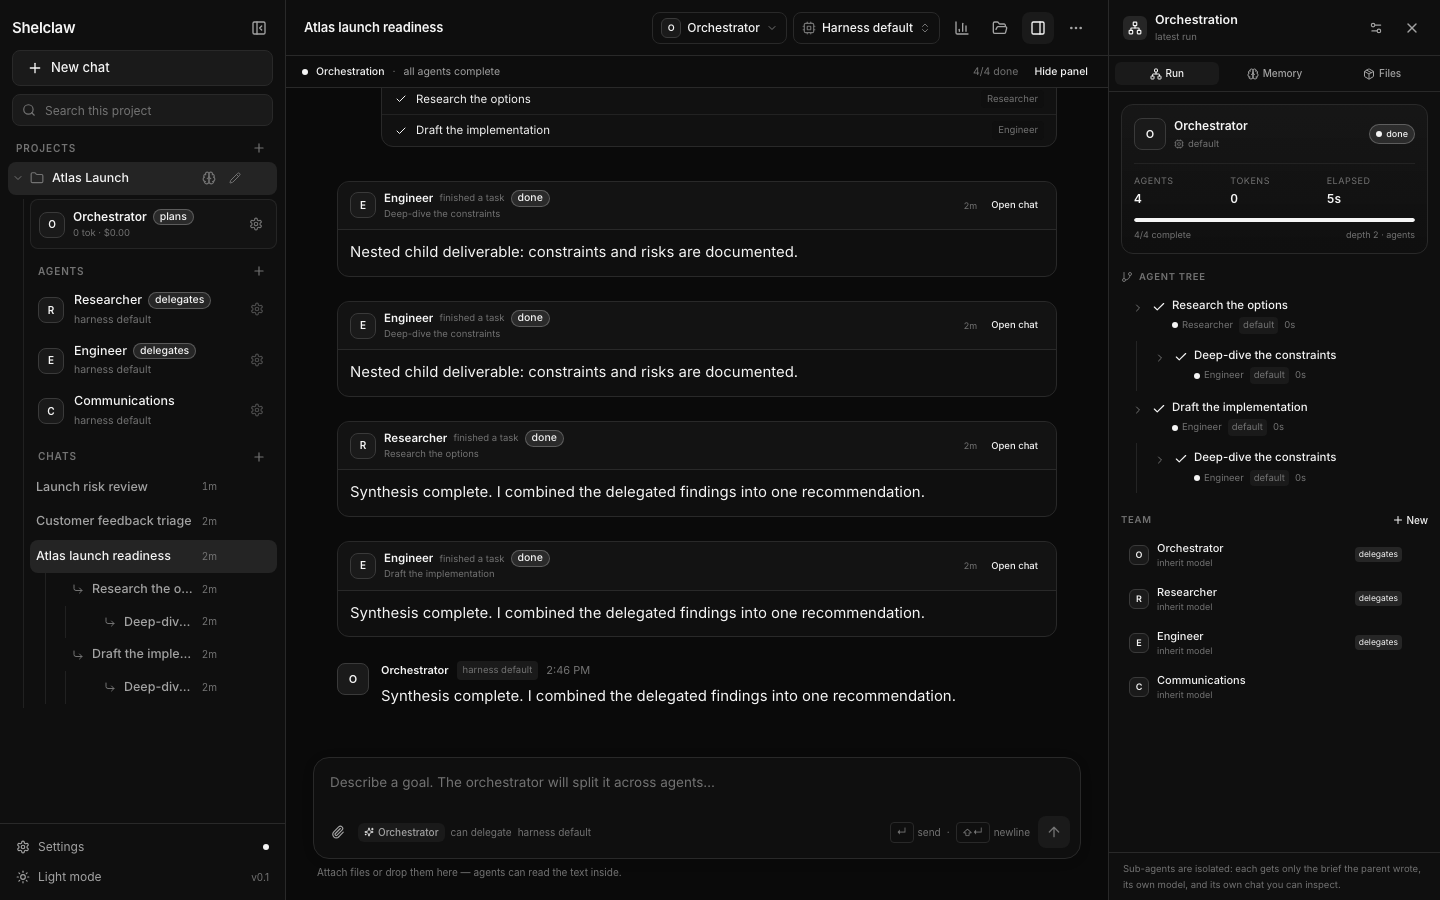 Shelclaw
New chat
Search this project
PROJECTS
Atlas Launch
O Orchestrator plans
0 tok · $0.00
AGENTS
R Researcher delegates
harness default
E Engineer delegates
harness default
C Communications
harness default
CHATS
Launch risk review 1m
Customer feedback triage 2m
Atlas launch readiness 2m
Research the o... 2m
Deep-div... 2m
Draft the imple... 2m
Deep-div... 2m
Settings
Light mode v0.1
Atlas launch readiness
O Orchestrator
Harness default
Orchestration · all agents complete 4/4 done Hide panel
Research the options Researcher
Draft the implementation Engineer
E Engineer finished a task done 2m Open chat
Deep-dive the constraints
Nested child deliverable: constraints and risks are documented.
E Engineer finished a task done 2m Open chat
Deep-dive the constraints
Nested child deliverable: constraints and risks are documented.
R Researcher finished a task done 2m Open chat
Research the options
Synthesis complete. I combined the delegated findings into one recommendation.
E Engineer finished a task done 2m Open chat
Draft the implementation
Synthesis complete. I combined the delegated findings into one recommendation.
O Orchestrator harness default 2:46 PM
Synthesis complete. I combined the delegated findings into one recommendation.
Describe a goal. The orchestrator will split it across agents...
Orchestrator can delegate harness default send · newline
Attach files or drop them here — agents can read the text inside.
Orchestration
latest run
Run Memory Files
O Orchestrator done
default
AGENTS TOKENS ELAPSED
4 0 5s
4/4 complete depth 2 · agents
AGENT TREE
Research the options
Researcher default 0s
Deep-dive the constraints
Engineer default 0s
Draft the implementation
Engineer default 0s
Deep-dive the constraints
Engineer default 0s
TEAM New
O Orchestrator delegates
inherit model
R Researcher delegates
inherit model
E Engineer delegates
inherit model
C Communications
inherit model
Sub-agents are isolated: each gets only the brief the parent wrote,
its own model, and its own chat you can inspect.